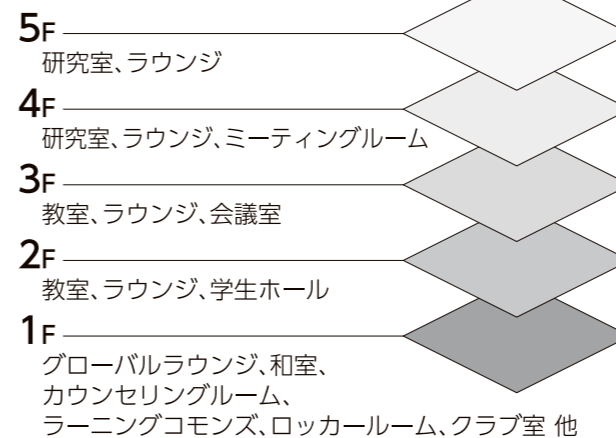 5F
研究室、ラウンジ
4F
研究室、ラウンジ、ミーティングルーム
3F
教室、ラウンジ、会議室
2F
教室、ラウンジ、学生ホール
1F
グローバルラウンジ、和室、
カウンセリングルーム、
ラーニングコモンズ、ロッカールーム、クラブ室 他